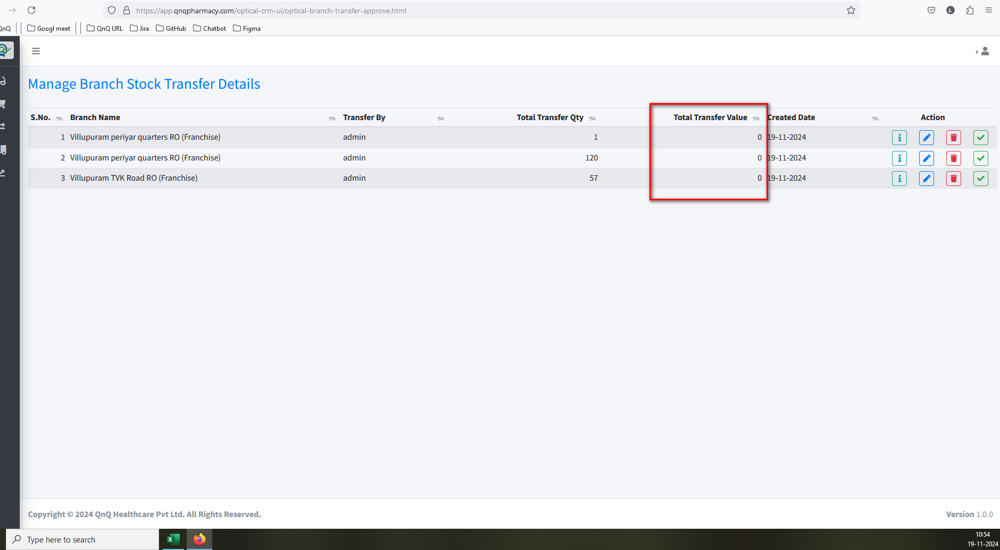 https://app.qnqpharmacy.com/optical-crm-ui/optical-branch-transfer-approve.html
L
QnQ Googl meet QnQ URL Jira GitHub Chatbot Figma
Manage Branch Stock Transfer Details
S.No. Branch Name Transfer By Total Transfer Qty Total Transfer Value Created Date Action
1 Villupuram periyar quarters RO (Franchise) admin 1 0 19-11-2024
2 Villupuram periyar quarters RO (Franchise) admin 120 0 19-11-2024
3 Villupuram TVK Road RO (Franchise) admin 57 0 19-11-2024
Copyright © 2024 QnQ Healthcare Pvt Ltd. All Rights Reserved. Version 1.0.0
Type here to search
10:54
19-11-2024